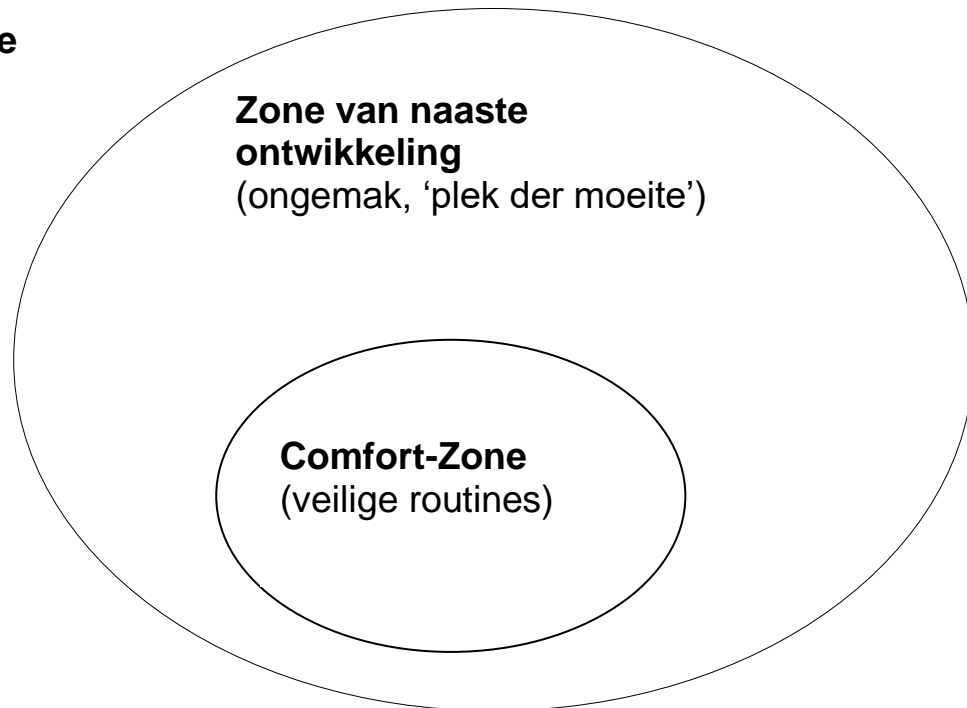 e
Zone van naaste
ontwikkeling
(ongemak, ‘plek der moeite’)
Comfort-Zone
(veilige routines)